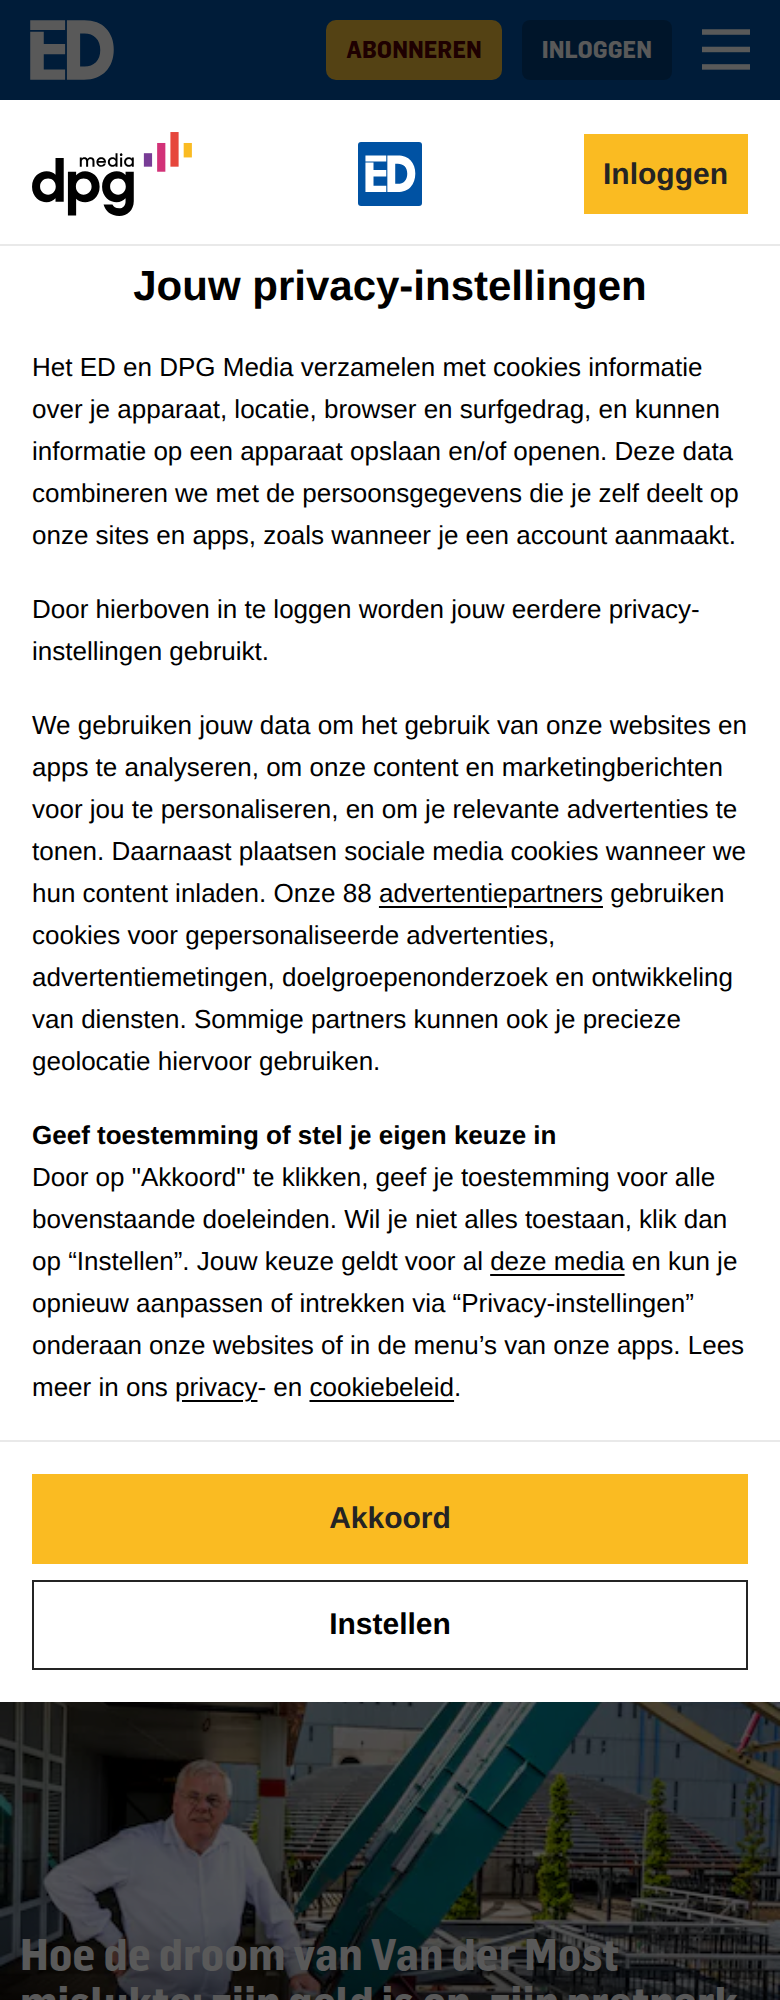 ED
ABONNEREN
INLOGGEN
dpg media
ED
Inloggen
Jouw privacy-instellingen
Het ED en DPG Media verzamelen met cookies informatie
over je apparaat, locatie, browser en surfgedrag, en kunnen
informatie op een apparaat opslaan en/of openen. Deze data
combineren we met de persoonsgegevens die je zelf deelt op
onze sites en apps, zoals wanneer je een account aanmaakt.
Door hierboven in te loggen worden jouw eerdere privacy-
instellingen gebruikt.
We gebruiken jouw data om het gebruik van onze websites en
apps te analyseren, om onze content en marketingberichten
voor jou te personaliseren, en om je relevante advertenties te
tonen. Daarnaast plaatsen sociale media cookies wanneer we
hun content inladen. Onze 88 advertentiepartners gebruiken
cookies voor gepersonaliseerde advertenties,
advertentiemetingen, doelgroepenonderzoek en ontwikkeling
van diensten. Sommige partners kunnen ook je precieze
geolocatie hiervoor gebruiken.
Geef toestemming of stel je eigen keuze in
Door op "Akkoord" te klikken, geef je toestemming voor alle
bovenstaande doeleinden. Wil je niet alles toestaan, klik dan
op “Instellen”. Jouw keuze geldt voor al deze media en kun je
opnieuw aanpassen of intrekken via “Privacy-instellingen”
onderaan onze websites of in de menu’s van onze apps. Lees
meer in ons privacy- en cookiebeleid.
Akkoord
Instellen
Hoe de droom van Van der Most
mislukte: zijn geld is op, zijn pretpark